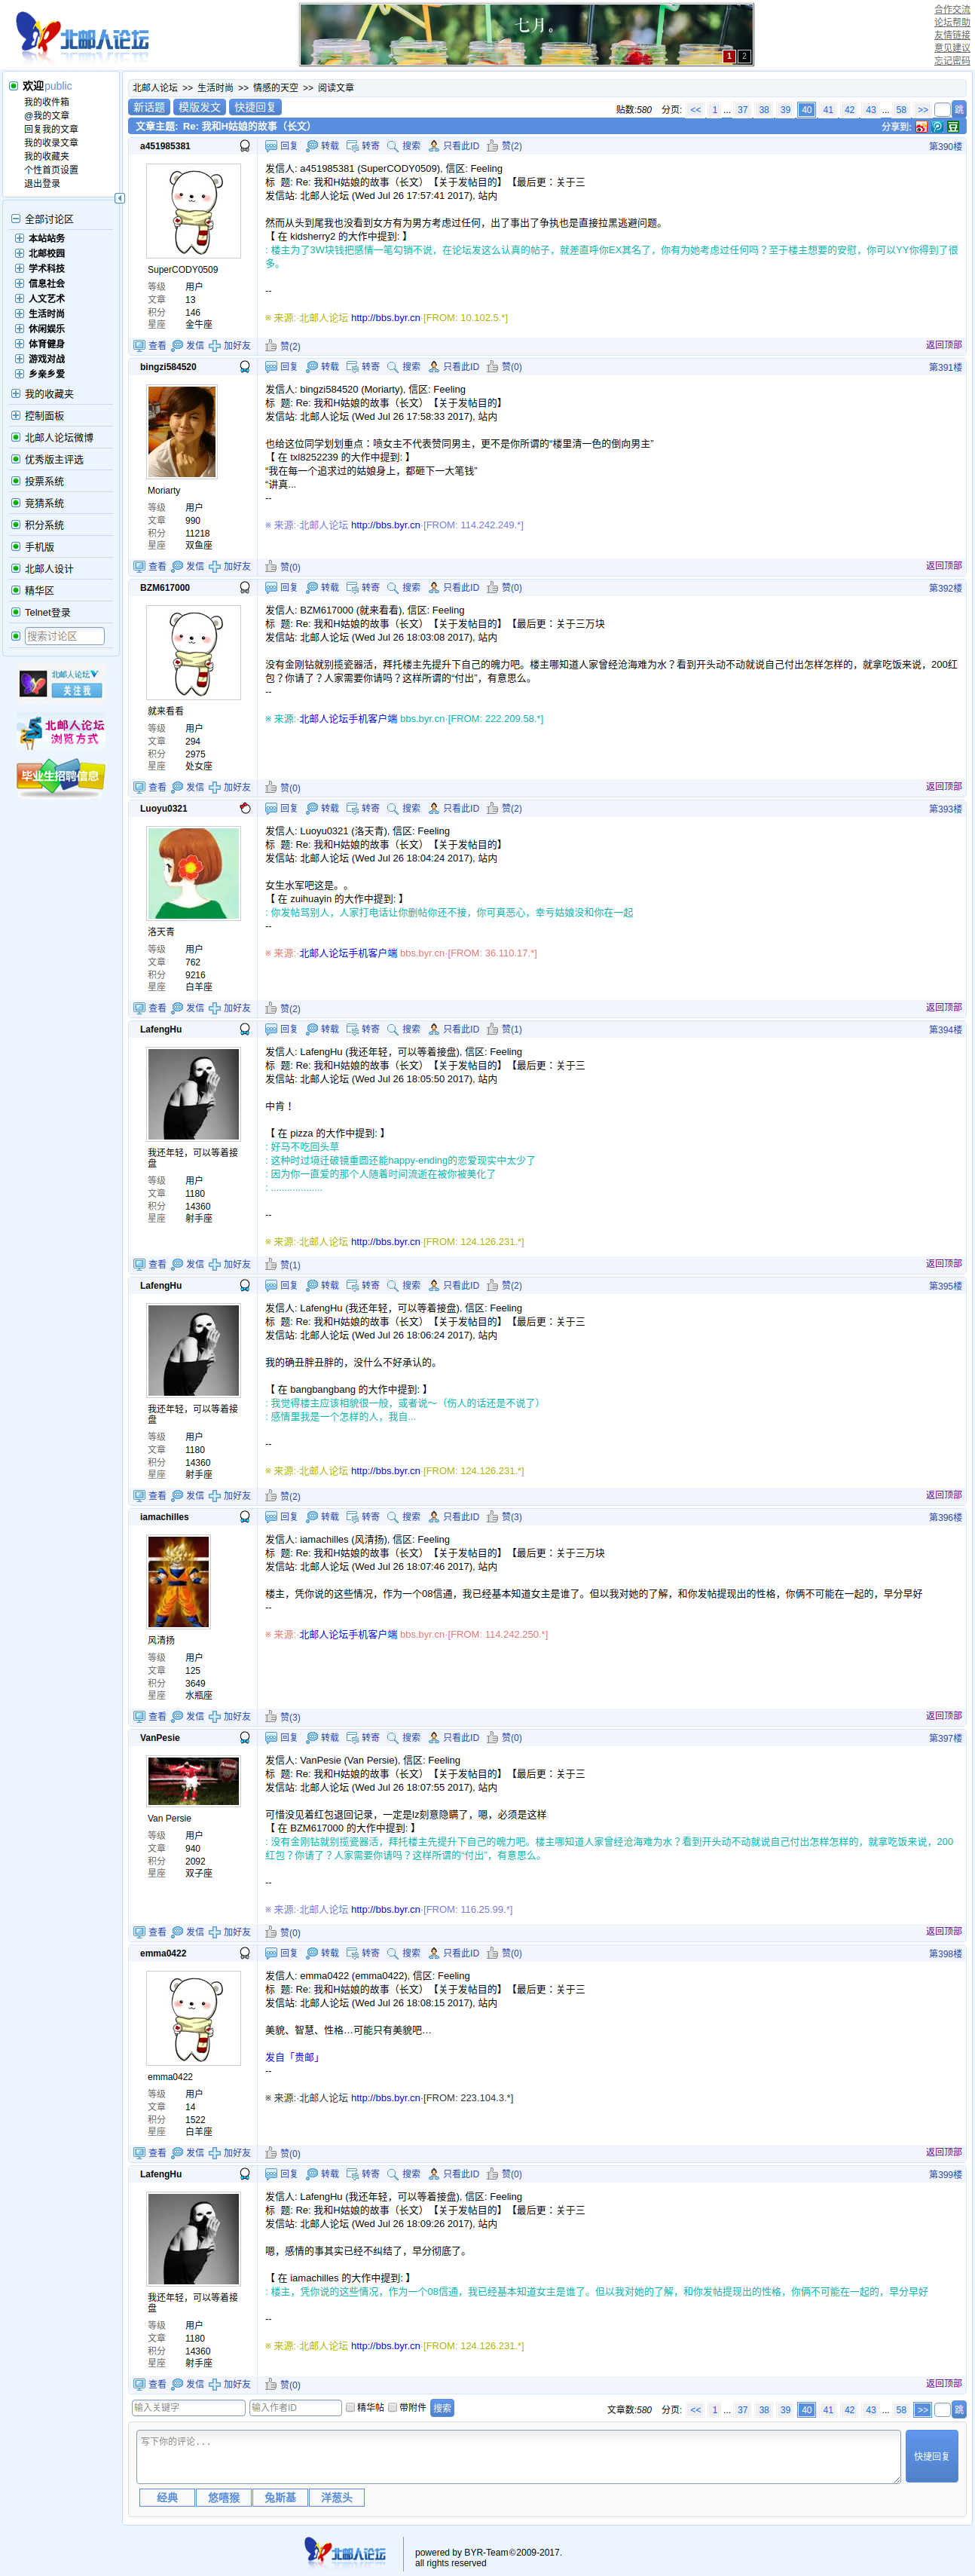 北邮人论坛
七月。
1 2
合作交流
论坛帮助
友情链接
意见建议
忘记密码
欢迎public
我的收件箱
@我的文章
回复我的文章
我的收录文章
我的收藏夹
个性首页设置
退出登录
全部讨论区
本站站务
北邮校园
学术科技
信息社会
人文艺术
生活时尚
休闲娱乐
体育健身
游戏对战
乡亲乡爱
我的收藏夹
控制面板
北邮人论坛微博
优秀版主评选
投票系统
竞猜系统
积分系统
手机版
北邮人设计
精华区
Telnet登录
搜索讨论区
北邮人论坛
关注我
北邮人论坛
浏览方式
毕业生招聘信息
北邮人论坛 >> 生活时尚 >> 情感的天空 >> 阅读文章
新话题 模版发文 快捷回复
贴数:580 分页: << 1 ... 37 38 39 40 41 42 43 ... 58 >> 跳
文章主题: Re: 我和H姑娘的故事（长文）
分享到: 豆
a451985381
回复 转载 转寄 搜索 只看此ID 赞(2) 第390楼
SuperCODY0509
等级 用户
文章 13
积分 146
星座 金牛座
发信人: a451985381 (SuperCODY0509), 信区: Feeling
标 题: Re: 我和H姑娘的故事（长文）【关于发帖目的】【最后更：关于三
发信站: 北邮人论坛 (Wed Jul 26 17:57:41 2017), 站内
然而从头到尾我也没看到女方有为男方考虑过任何，出了事出了争执也是直接拉黑逃避问题。
【 在 kidsherry2 的大作中提到: 】
: 楼主为了3W块钱把感情一笔勾销不说，在论坛发这么认真的帖子，就差直呼你EX其名了，你有为她考虑过任何吗？至于楼主想要的安慰，你可以YY你得到了很多。
--
※ 来源:·北邮人论坛 http://bbs.byr.cn·[FROM: 10.102.5.*]
查看 发信 加好友 赞(2) 返回顶部
bingzi584520
回复 转载 转寄 搜索 只看此ID 赞(0) 第391楼
Moriarty
等级 用户
文章 990
积分 11218
星座 双鱼座
发信人: bingzi584520 (Moriarty), 信区: Feeling
标 题: Re: 我和H姑娘的故事（长文）【关于发帖目的】
发信站: 北邮人论坛 (Wed Jul 26 17:58:33 2017), 站内
也给这位同学划划重点：喷女主不代表赞同男主，更不是你所谓的“楼里清一色的倒向男主”
【 在 txl8252239 的大作中提到: 】
“我在每一个追求过的姑娘身上，都砸下一大笔钱”
“讲真...
--
※ 来源:·北邮人论坛 http://bbs.byr.cn·[FROM: 114.242.249.*]
查看 发信 加好友 赞(0) 返回顶部
BZM617000
回复 转载 转寄 搜索 只看此ID 赞(0) 第392楼
就来看看
等级 用户
文章 294
积分 2975
星座 处女座
发信人: BZM617000 (就来看看), 信区: Feeling
标 题: Re: 我和H姑娘的故事（长文）【关于发帖目的】【最后更：关于三万块
发信站: 北邮人论坛 (Wed Jul 26 18:03:08 2017), 站内
没有金刚钻就别揽瓷器活，拜托楼主先提升下自己的魄力吧。楼主哪知道人家曾经沧海难为水？看到开头动不动就说自己付出怎样怎样的，就拿吃饭来说，200红包？你请了？人家需要你请吗？这样所谓的“付出”，有意思么。
--
※ 来源:·北邮人论坛手机客户端 bbs.byr.cn·[FROM: 222.209.58.*]
查看 发信 加好友 赞(0) 返回顶部
Luoyu0321
回复 转载 转寄 搜索 只看此ID 赞(2) 第393楼
洛天青
等级 用户
文章 762
积分 9216
星座 白羊座
发信人: Luoyu0321 (洛天青), 信区: Feeling
标 题: Re: 我和H姑娘的故事（长文）【关于发帖目的】
发信站: 北邮人论坛 (Wed Jul 26 18:04:24 2017), 站内
女生水军吧这是。。
【 在 zuihuayin 的大作中提到: 】
: 你发帖骂别人，人家打电话让你删帖你还不接，你可真恶心，幸亏姑娘没和你在一起
--
※ 来源:·北邮人论坛手机客户端 bbs.byr.cn·[FROM: 36.110.17.*]
查看 发信 加好友 赞(2) 返回顶部
LafengHu
回复 转载 转寄 搜索 只看此ID 赞(1) 第394楼
我还年轻，可以等着接盘
等级 用户
文章 1180
积分 14360
星座 射手座
发信人: LafengHu (我还年轻，可以等着接盘), 信区: Feeling
标 题: Re: 我和H姑娘的故事（长文）【关于发帖目的】【最后更：关于三
发信站: 北邮人论坛 (Wed Jul 26 18:05:50 2017), 站内
中肯！
【 在 pizza 的大作中提到: 】
: 好马不吃回头草
: 这种时过境迁破镜重圆还能happy-ending的恋爱现实中太少了
: 因为你一直爱的那个人随着时间流逝在被你被美化了
: ...................
--
※ 来源:·北邮人论坛 http://bbs.byr.cn·[FROM: 124.126.231.*]
查看 发信 加好友 赞(1) 返回顶部
LafengHu
回复 转载 转寄 搜索 只看此ID 赞(2) 第395楼
我还年轻，可以等着接盘
等级 用户
文章 1180
积分 14360
星座 射手座
发信人: LafengHu (我还年轻，可以等着接盘), 信区: Feeling
标 题: Re: 我和H姑娘的故事（长文）【关于发帖目的】【最后更：关于三
发信站: 北邮人论坛 (Wed Jul 26 18:06:24 2017), 站内
我的确丑胖丑胖的，没什么不好承认的。
【 在 bangbangbang 的大作中提到: 】
: 我觉得楼主应该相貌很一般，或者说～（伤人的话还是不说了）
: 感情里我是一个怎样的人，我自...
--
※ 来源:·北邮人论坛 http://bbs.byr.cn·[FROM: 124.126.231.*]
查看 发信 加好友 赞(2) 返回顶部
iamachilles
回复 转载 转寄 搜索 只看此ID 赞(3) 第396楼
风清扬
等级 用户
文章 125
积分 3649
星座 水瓶座
发信人: iamachilles (风清扬), 信区: Feeling
标 题: Re: 我和H姑娘的故事（长文）【关于发帖目的】【最后更：关于三万块
发信站: 北邮人论坛 (Wed Jul 26 18:07:46 2017), 站内
楼主，凭你说的这些情况，作为一个08信通，我已经基本知道女主是谁了。但以我对她的了解，和你发帖提现出的性格，你俩不可能在一起的，早分早好
--
※ 来源:·北邮人论坛手机客户端 bbs.byr.cn·[FROM: 114.242.250.*]
查看 发信 加好友 赞(3) 返回顶部
VanPesie
回复 转载 转寄 搜索 只看此ID 赞(0) 第397楼
Van Persie
等级 用户
文章 940
积分 2092
星座 双子座
发信人: VanPesie (Van Persie), 信区: Feeling
标 题: Re: 我和H姑娘的故事（长文）【关于发帖目的】【最后更：关于三
发信站: 北邮人论坛 (Wed Jul 26 18:07:55 2017), 站内
可惜没见着红包退回记录，一定是lz刻意隐瞒了，嗯，必须是这样
【 在 BZM617000 的大作中提到: 】
: 没有金刚钻就别揽瓷器活，拜托楼主先提升下自己的魄力吧。楼主哪知道人家曾经沧海难为水？看到开头动不动就说自己付出怎样怎样的，就拿吃饭来说，200红包？你请了？人家需要你请吗？这样所谓的“付出”，有意思么。
--
※ 来源:·北邮人论坛 http://bbs.byr.cn·[FROM: 116.25.99.*]
查看 发信 加好友 赞(0) 返回顶部
emma0422
回复 转载 转寄 搜索 只看此ID 赞(0) 第398楼
emma0422
等级 用户
文章 14
积分 1522
星座 白羊座
发信人: emma0422 (emma0422), 信区: Feeling
标 题: Re: 我和H姑娘的故事（长文）【关于发帖目的】【最后更：关于三
发信站: 北邮人论坛 (Wed Jul 26 18:08:15 2017), 站内
美貌、智慧、性格…可能只有美貌吧…
发自「贵邮」
--
※ 来源:·北邮人论坛 http://bbs.byr.cn·[FROM: 223.104.3.*]
查看 发信 加好友 赞(0) 返回顶部
LafengHu
回复 转载 转寄 搜索 只看此ID 赞(0) 第399楼
我还年轻，可以等着接盘
等级 用户
文章 1180
积分 14360
星座 射手座
发信人: LafengHu (我还年轻，可以等着接盘), 信区: Feeling
标 题: Re: 我和H姑娘的故事（长文）【关于发帖目的】【最后更：关于三
发信站: 北邮人论坛 (Wed Jul 26 18:09:26 2017), 站内
嗯，感情的事其实已经不纠结了，早分彻底了。
【 在 iamachilles 的大作中提到: 】
: 楼主，凭你说的这些情况，作为一个08信通，我已经基本知道女主是谁了。但以我对她的了解，和你发帖提现出的性格，你俩不可能在一起的，早分早好
--
※ 来源:·北邮人论坛 http://bbs.byr.cn·[FROM: 124.126.231.*]
查看 发信 加好友 赞(0) 返回顶部
输入关键字 输入作者ID 精华帖 带附件 搜索
文章数:580 分页: << 1 ... 37 38 39 40 41 42 43 ... 58 >> 跳
写下你的评论...
快捷回复
经典 悠嘻猴 兔斯基 洋葱头
北邮人论坛
powered by BYR-Team©2009-2017.
all rights reserved